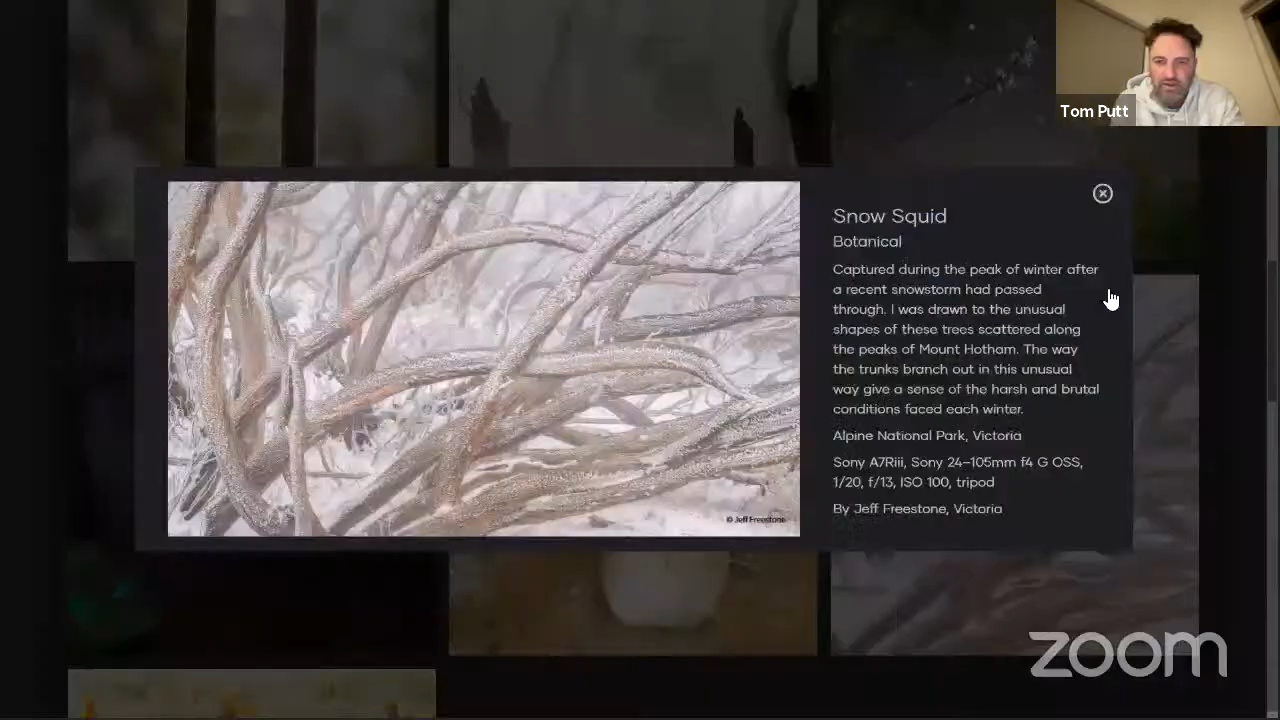 Tom Putt
Snow Squid
Botanical
Captured during the peak of winter after
a recent snowstorm had passed
through. I was drawn to the unusual
shapes of these trees scattered along
the peaks of Mount Hotham. The way
the trunks branch out in this unusual
way give a sense of the harsh and brutal
conditions faced each winter.
Alpine National Park, Victoria
Sony A7Riii, Sony 24-105mm f4 G OSS,
1/20, f/13, ISO 100, tripod
By Jeff Freestone, Victoria
© Jeff Freestone
zoom